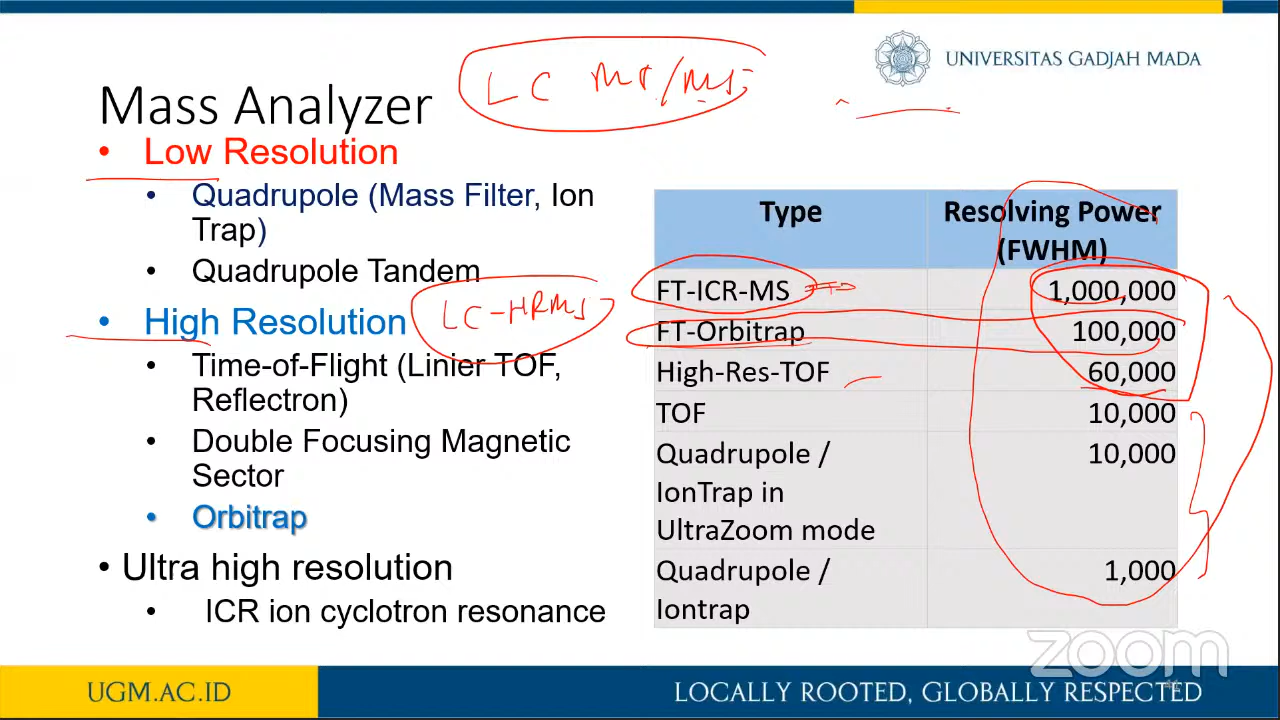 UNIVERSITAS GADJAH MADA
LC MS/MS
Mass Analyzer
• Low Resolution
• Quadrupole (Mass Filter, Ion
Trap)
• Quadrupole Tandem
LC-HRMS
• High Resolution
• Time-of-Flight (Linier TOF,
Reflectron)
• Double Focusing Magnetic
Sector
• Orbitrap
• Ultra high resolution
• ICR ion cyclotron resonance
Type Resolving Power
(FWHM)
FT-ICR-MS 1,000,000
FT-Orbitrap 100,000
High-Res-TOF 60,000
TOF 10,000
Quadrupole / 10,000
IonTrap in
UltraZoom mode
Quadrupole / 1,000
Iontrap
zoom
UGM.AC.ID
LOCALLY ROOTED, GLOBALLY RESPECTED